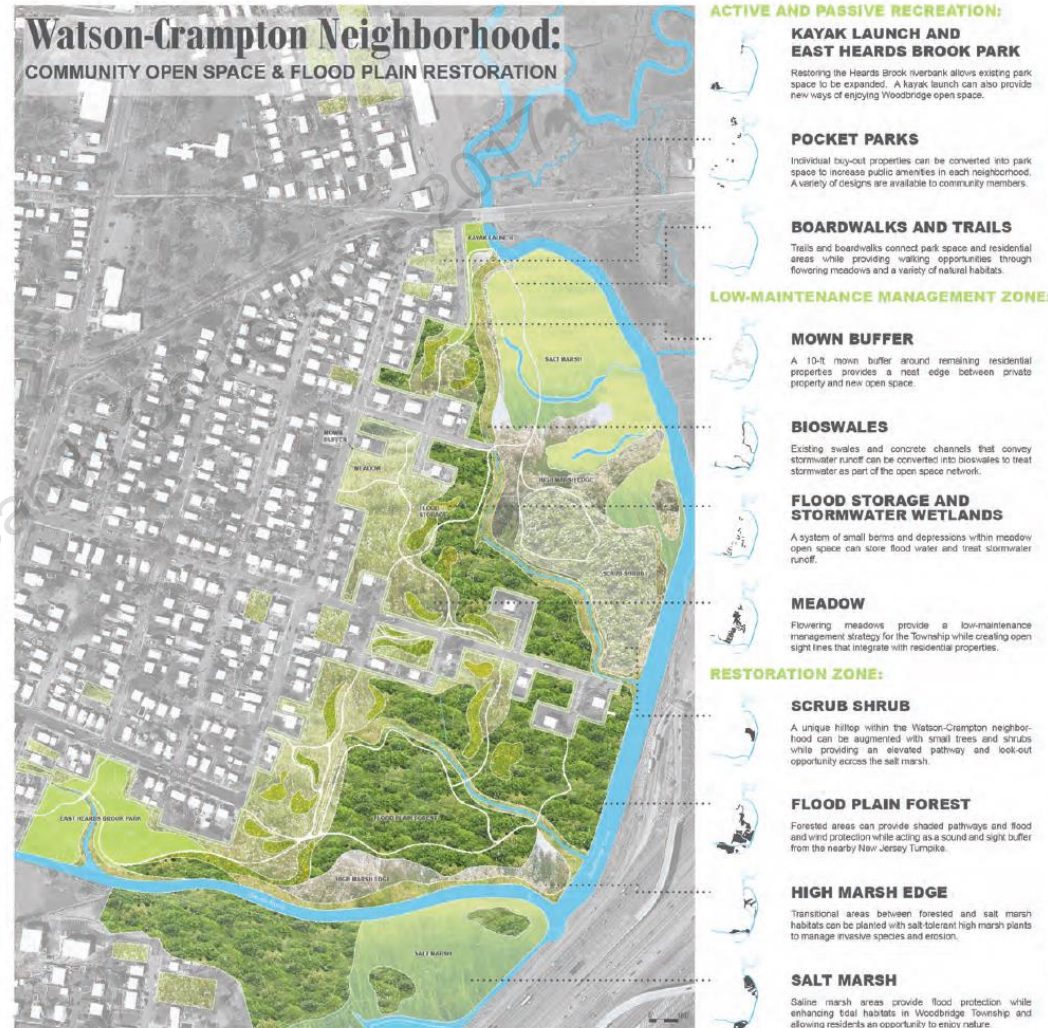 Watson-Crampton Neighborhood:
COMMUNITY OPEN SPACE & FLOOD PLAIN RESTORATION
KAYAK LAUNCH
SALT MARSH
MOWN
BUFFER
MEADOW
HIGH MARSH EDGE
FLOOD
STORAGE
SCRUB SHRUB
EAST HEARDS BROOK PARK
FLOOD PLAIN FOREST
HIGH MARSH EDGE
SALT MARSH
ACTIVE AND PASSIVE RECREATION:
KAYAK LAUNCH AND
EAST HEARDS BROOK PARK
Restoring the Heards Brook riverbank allows existing park
space to be expanded. A kayak launch can also provide
new ways of enjoying Woodbridge open space.
POCKET PARKS
Individual buy-out properties can be converted into park
space to increase public amenities in each neighborhood.
A variety of designs are available to community members.
BOARDWALKS AND TRAILS
Trails and boardwalks connect park space and residential
areas while providing walking opportunities through
flowering meadows and a variety of natural habitats.
LOW-MAINTENANCE MANAGEMENT ZONE:
MOWN BUFFER
A 10-ft mown buffer around remaining residential
properties provides a neat edge between private
property and new open space.
BIOSWALES
Existing swales and concrete channels that convey
stormwater runoff can be converted into bioswales to treat
stormwater as part of the open space network.
FLOOD STORAGE AND
STORMWATER WETLANDS
A system of small berms and depressions within meadow
open space can store flood water and treat stormwater
runoff.
MEADOW
Flowering meadows provide a low-maintenance
management strategy for the Township while creating open
sight lines that integrate with residential properties.
RESTORATION ZONE:
SCRUB SHRUB
A unique hilltop within the Watson-Crampton neighbor-
hood can be augmented with small trees and shrubs
while providing an elevated pathway and look-out
opportunity across the salt marsh.
FLOOD PLAIN FOREST
Forested areas can provide shaded pathways and flood
and wind protection while acting as a sound and sight buffer
from the nearby New Jersey Turnpike.
HIGH MARSH EDGE
Transitional areas between forested and salt marsh
habitats can be planted with salt-tolerant high marsh plants
to manage invasive species and erosion.
SALT MARSH
Saline marsh areas provide flood protection while
enhancing tidal habitats in Woodbridge Township and
allowing residents an opportunity to enjoy nature.